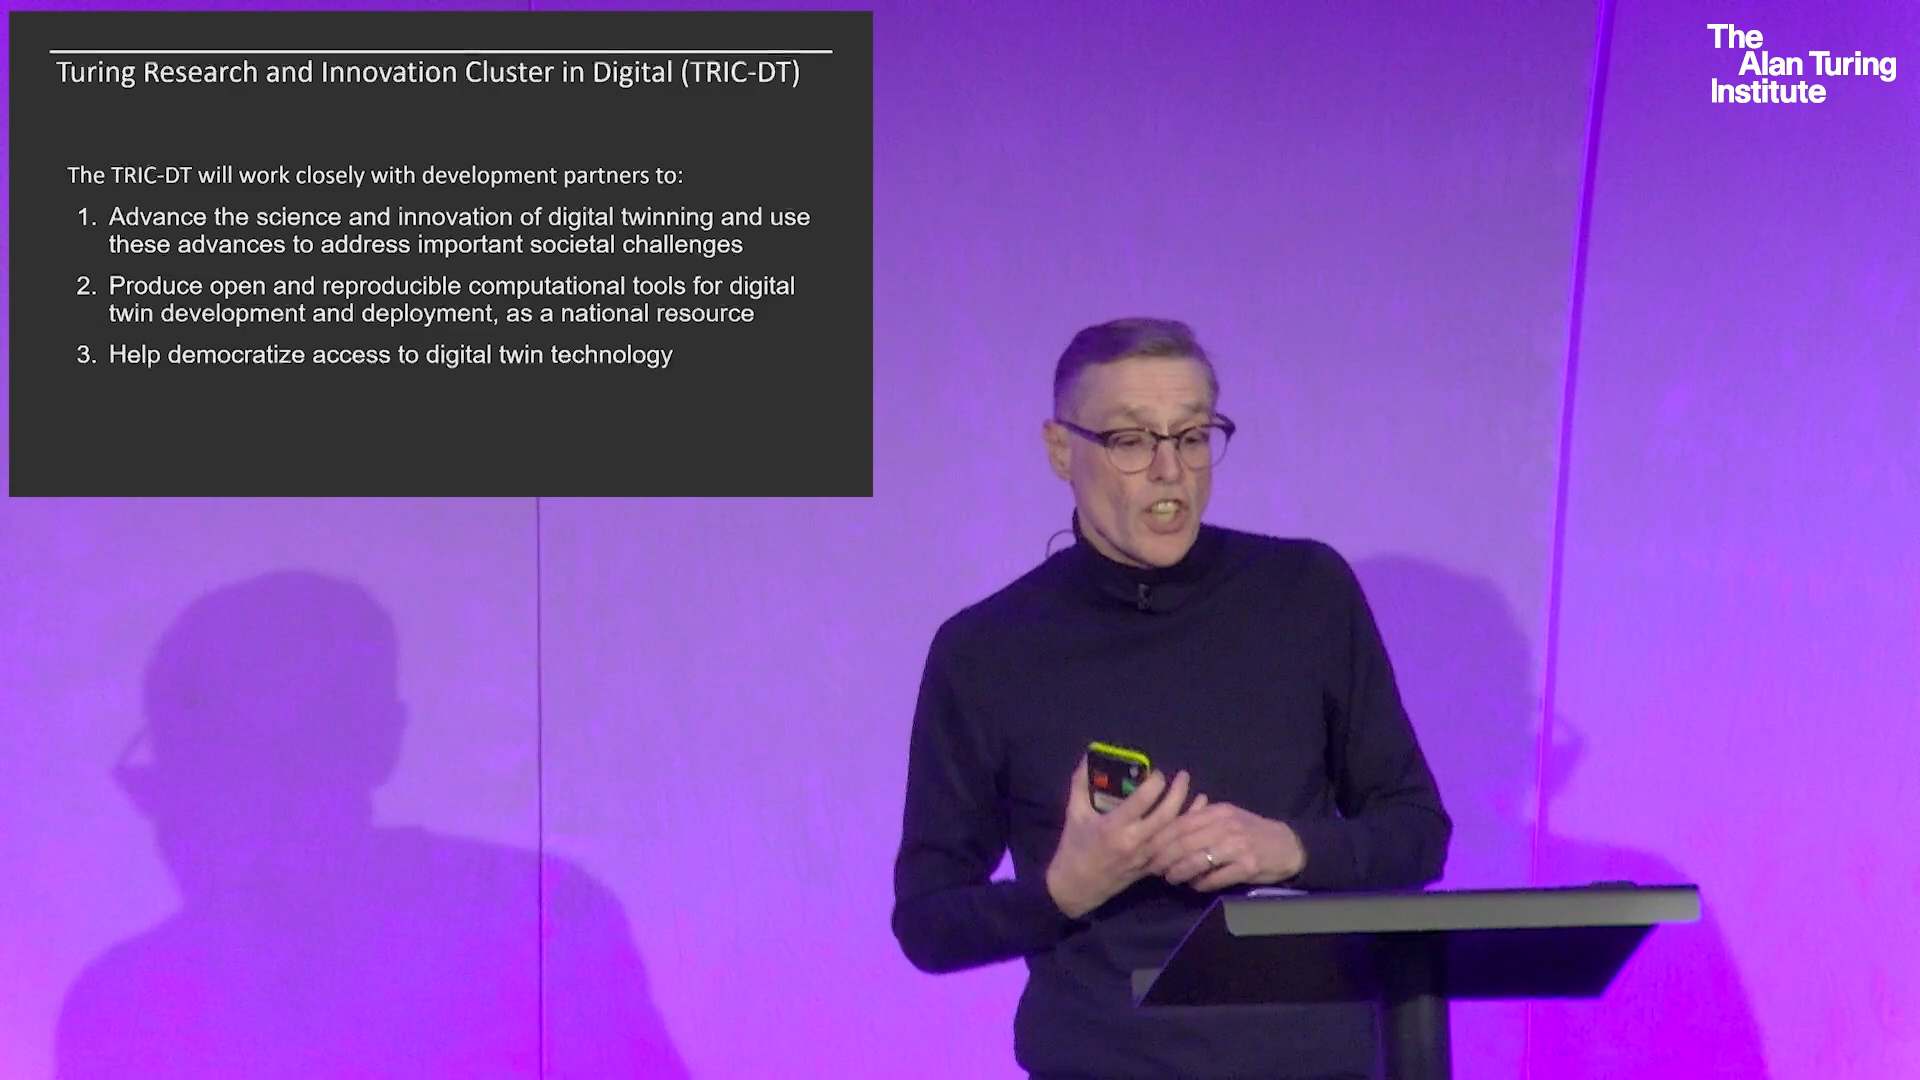 Turing Research and Innovation Cluster in Digital (TRIC-DT)
The TRIC-DT will work closely with development partners to:
1. Advance the science and innovation of digital twinning and use
these advances to address important societal challenges
2. Produce open and reproducible computational tools for digital
twin development and deployment, as a national resource
3. Help democratize access to digital twin technology
The
Alan Turing
Institute